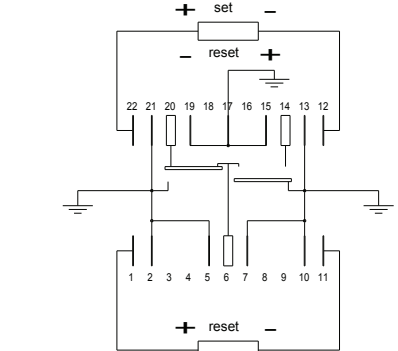 + set −
− reset +
22 21 20 19 18 17 16 15 14 13 12
1 2 3 4 5 6 7 8 9 10 11
+ reset −